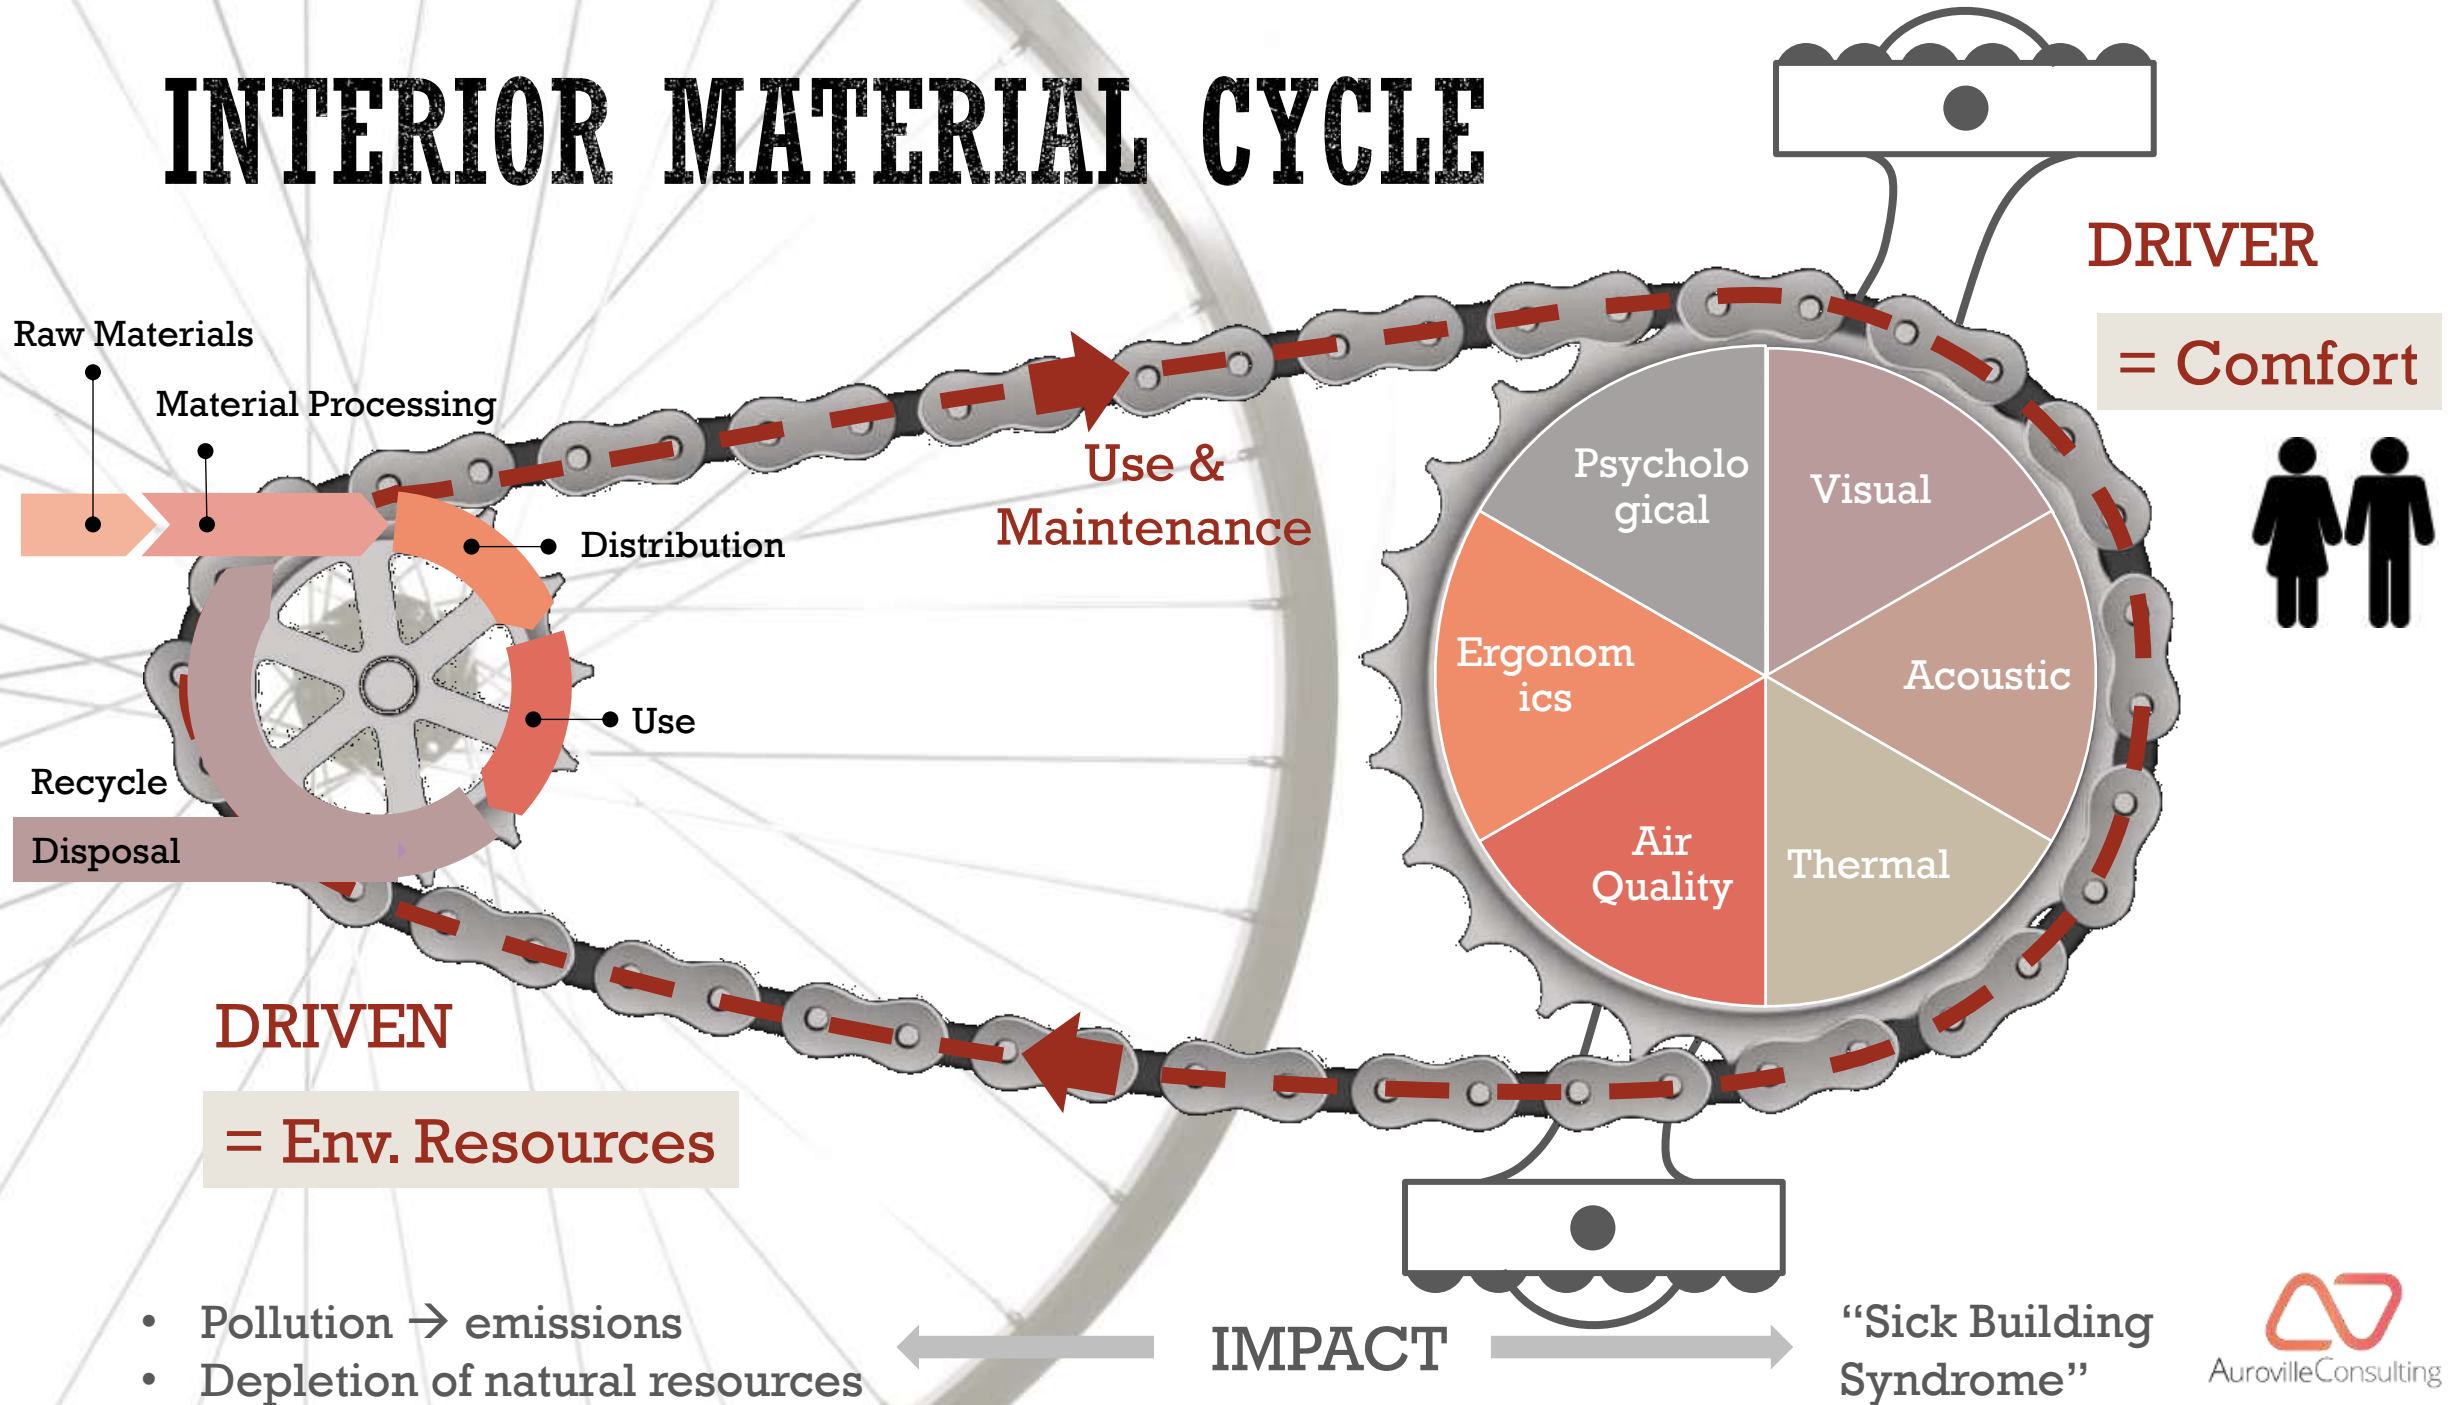 INTERIOR MATERIAL CYCLE
DRIVER
= Comfort
Raw Materials
Material Processing
Distribution
Use
Recycle
Disposal
Use &
Maintenance
Psycholo
gical
Visual
Ergonom
ics
Acoustic
Air
Quality
Thermal
DRIVEN
= Env. Resources
• Pollution → emissions
• Depletion of natural resources
IMPACT
“Sick Building
Syndrome”
AurovilleConsulting